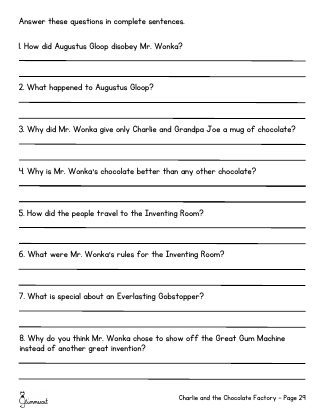 Answer these questions in complete sentences.
1. How did Augustus Gloop disobey Mr. Wonka?
2. What happened to Augustus Gloop?
3. Why did Mr. Wonka give only Charlie and Grandpa Joe a mug of chocolate?
4. Why is Mr. Wonka's chocolate better than any other chocolate?
5. How did the people travel to the Inventing Room?
6. What were Mr. Wonka's rules for the Inventing Room?
7. What is special about an Everlasting Gobstopper?
8. Why do you think Mr. Wonka chose to show off the Great Gum Machine
instead of another great invention?
Charlie and the Chocolate Factory - Page 29